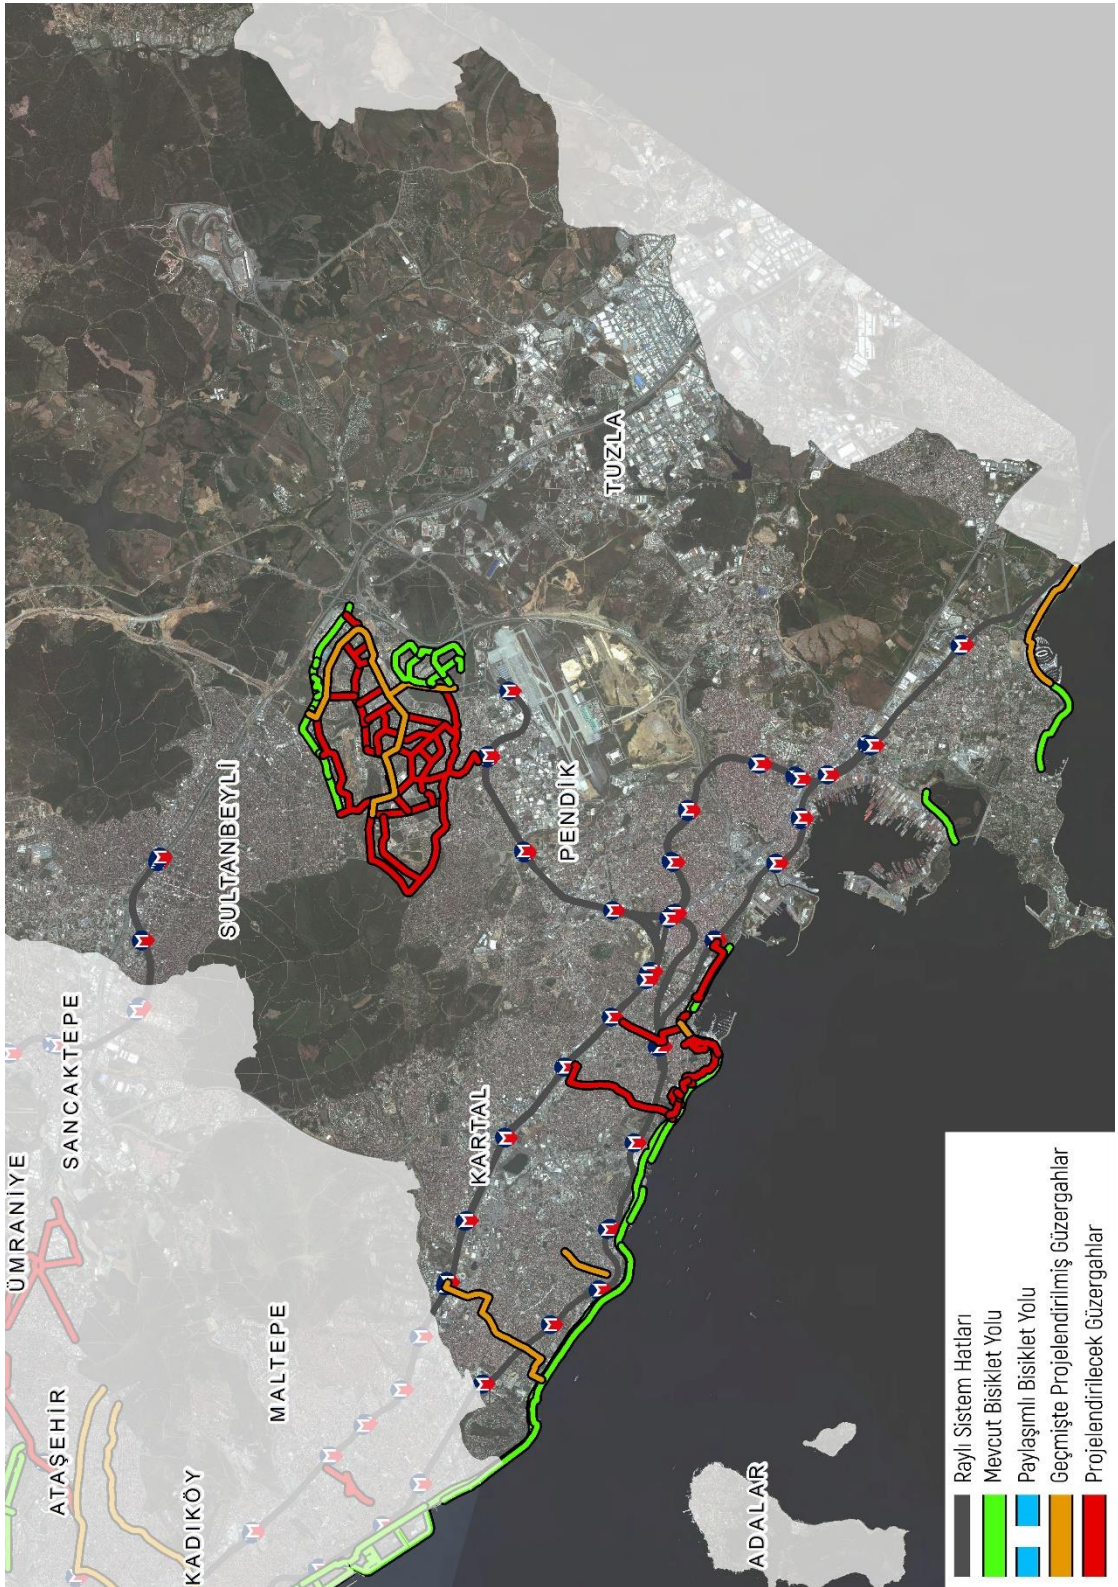 ÜMRANİYE
SANCAKTEPE
ATAŞEHİR
MALTEPE
KADIKÖY
SULTANBEYLİ
KARTAL
PENDİK
TUZLA
ADALAR
Raylı Sistem Hatları
Mevcut Bisiklet Yolu
Paylaşımlı Bisiklet Yolu
Geçmişte Projelendirilmiş Güzergahlar
Projelendirilecek Güzergahlar